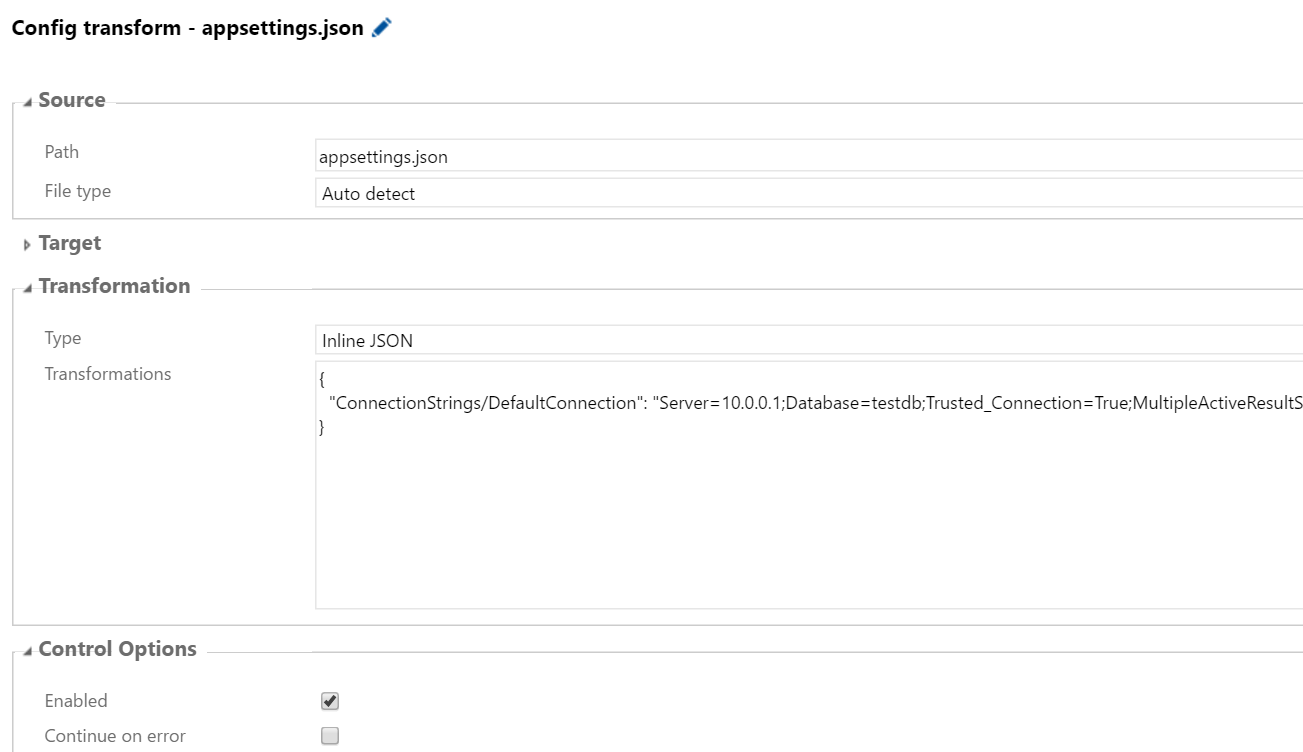 Config transform - appsettings.json
Source
Path
appsettings.json
File type
Auto detect
Target
Transformation
Type
Inline JSON
Transformations
{
"ConnectionStrings/DefaultConnection": "Server=10.0.0.1;Database=testdb;Trusted_Connection=True;MultipleActiveResultS
}
Control Options
Enabled
Continue on error